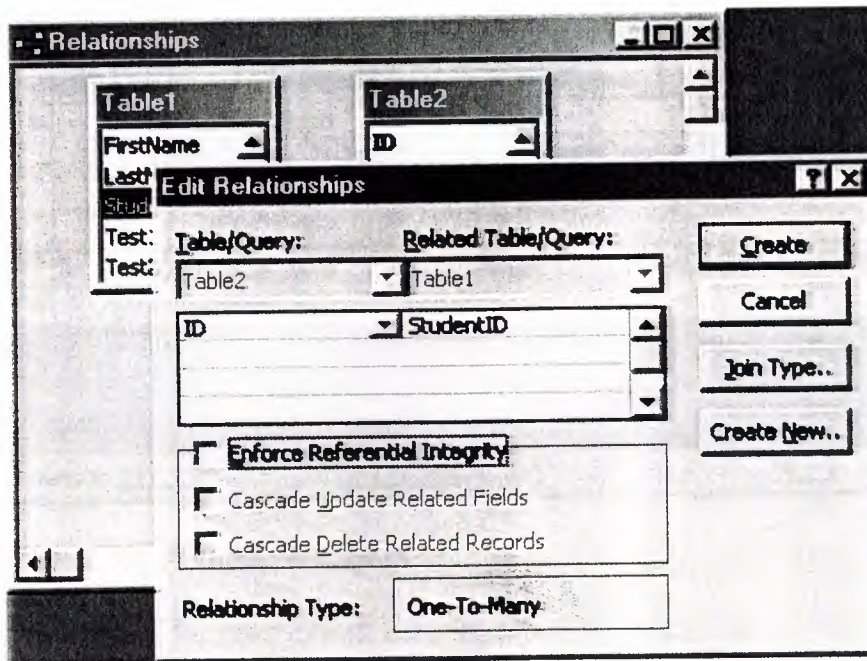 Relationships
Table1
Table2
FirstName
ID
Edit Relationships
Table/Query:
Related Table/Query:
Create
Table2
Table1
Cancel
ID
StudentID
Join Type..
Create New..
Enforce Referential Integrity
Cascade Update Related Fields
Cascade Delete Related Records
Relationship Type:
One-To-Many